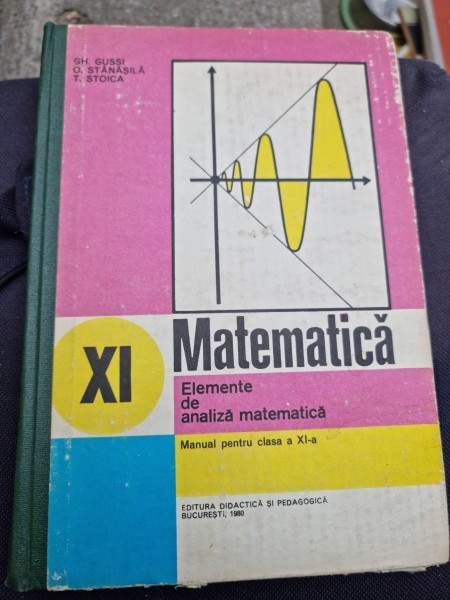 GH. GUSSI
O. STĂNĂȘILĂ
T. STOICA
XI
Matematică
Elemente
de
analiză matematică
Manual pentru clasa a XI-a
EDITURA DIDACTICĂ ȘI PEDAGOGICĂ
BUCUREȘTI, 1980